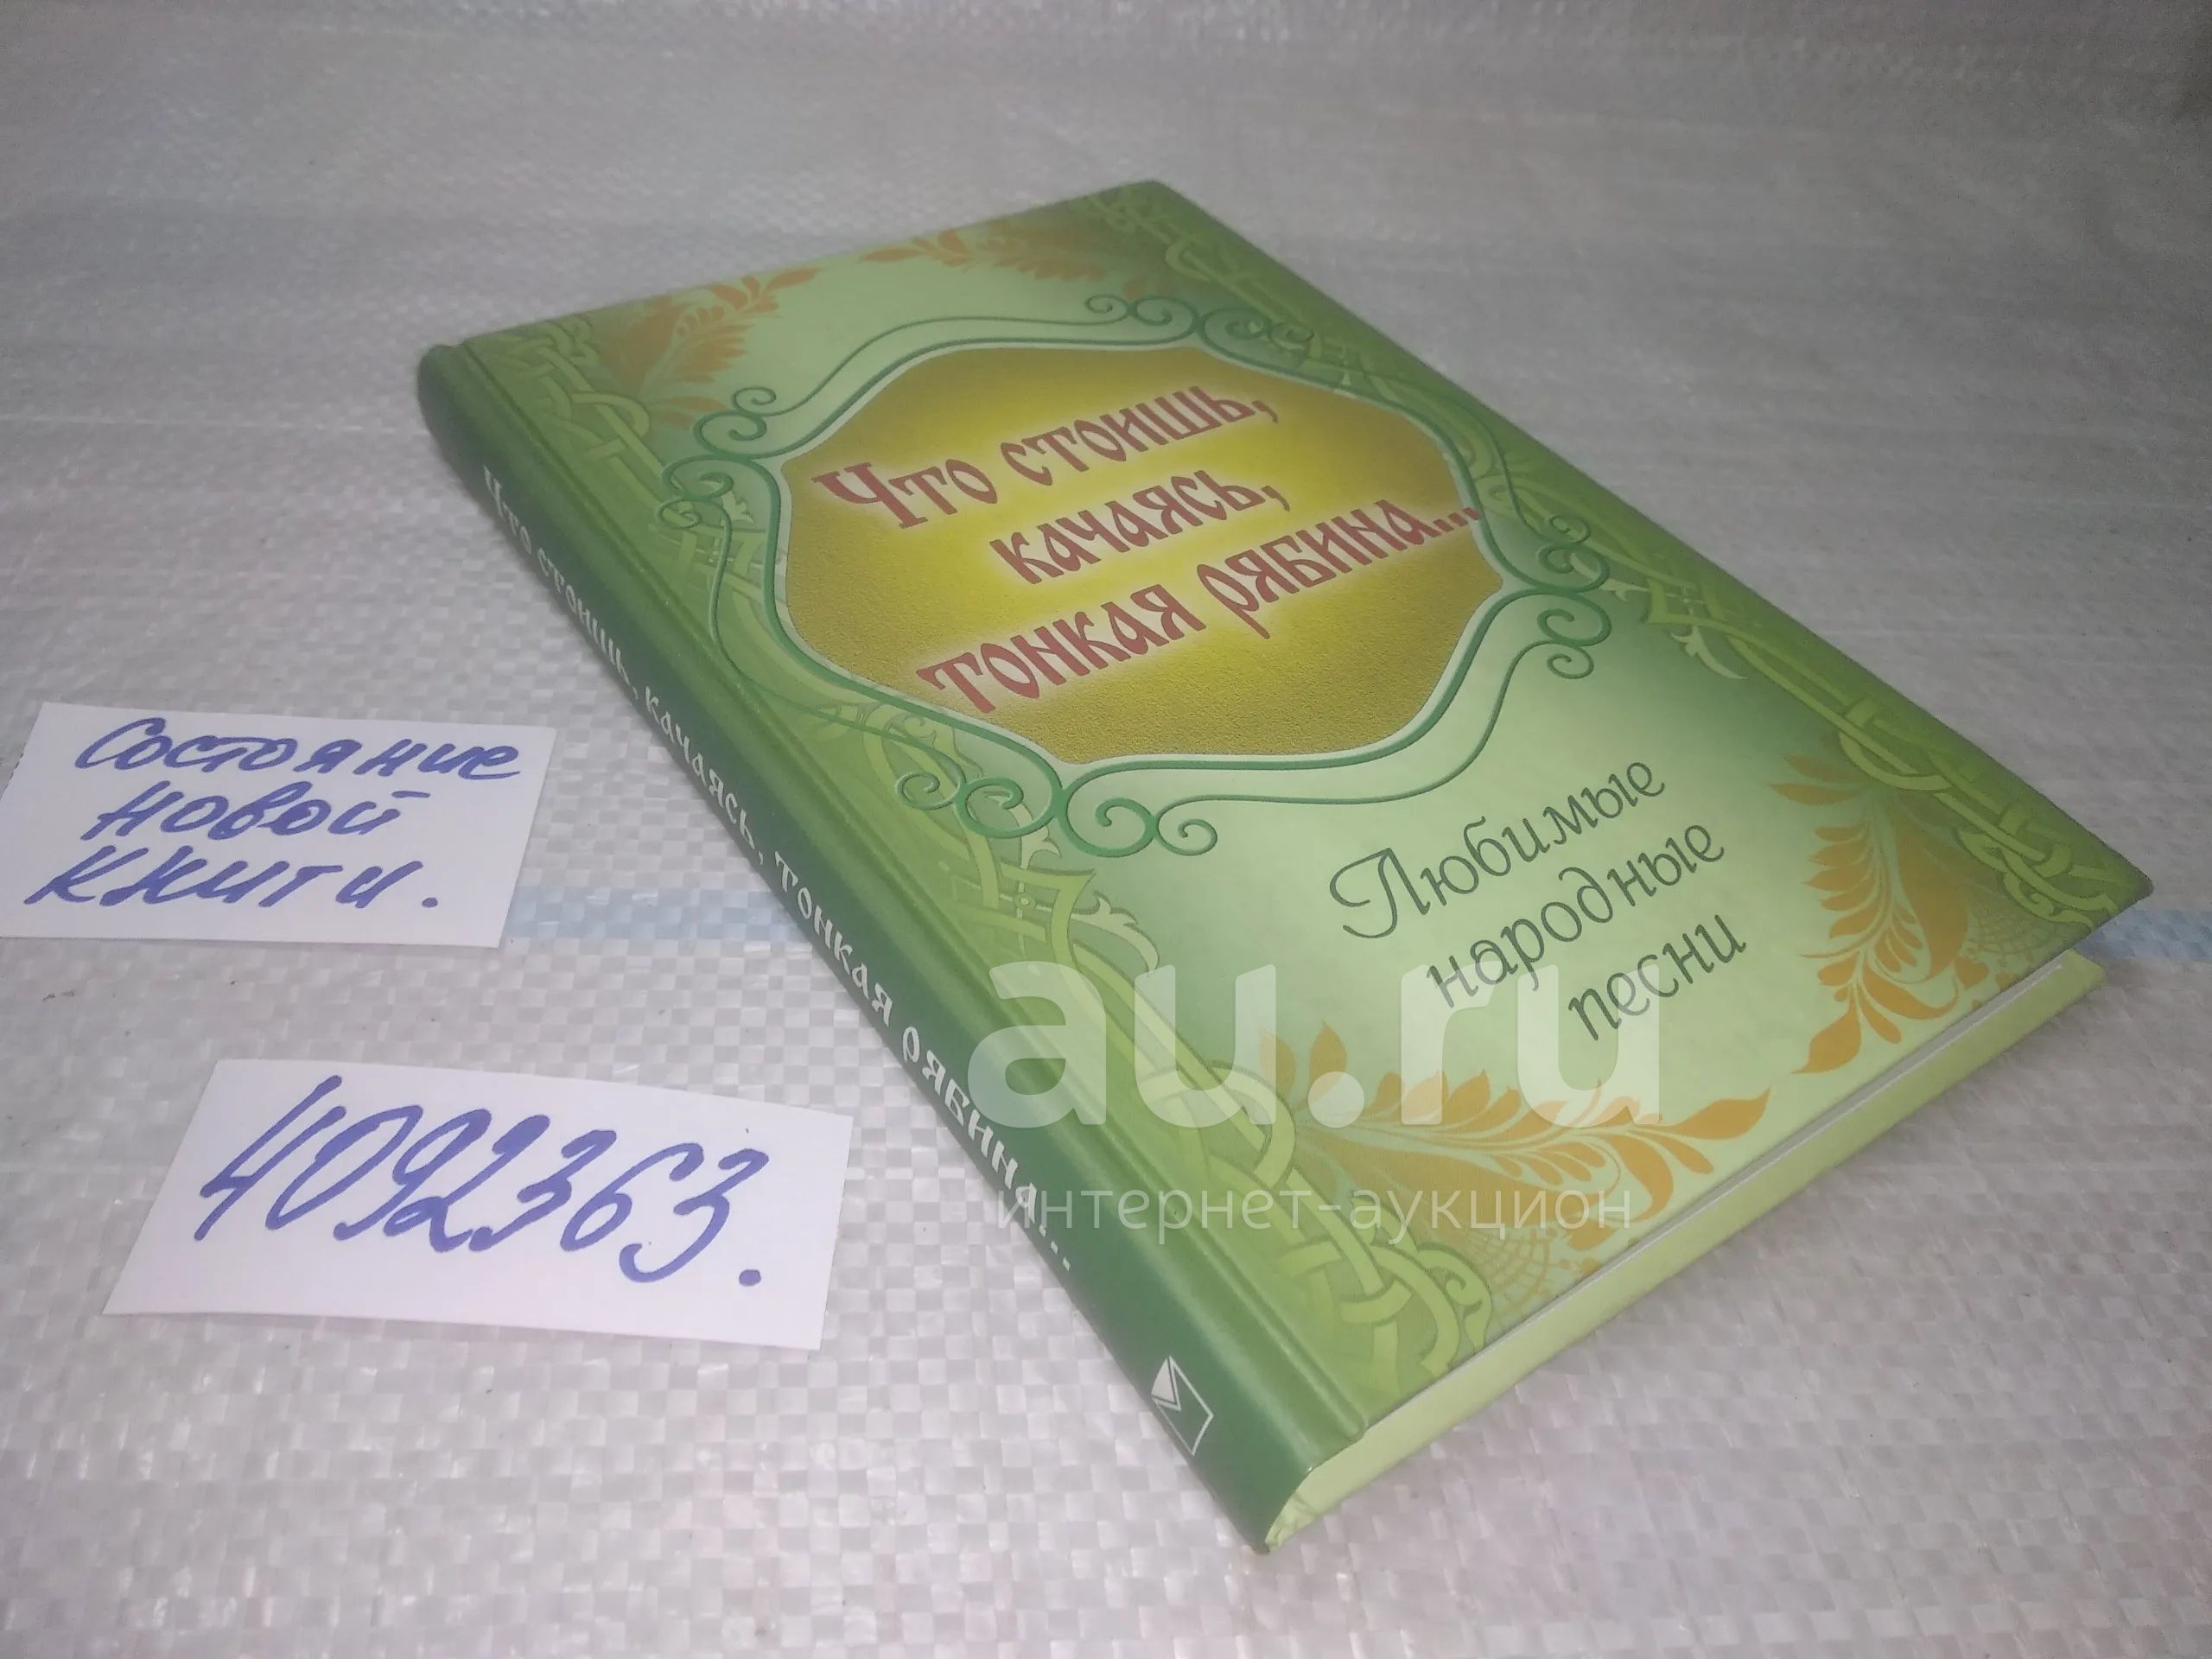 Что стоишь,
качаясь,
тонкая рябина...
Любимые
народные
песни
Что стоишь, качаясь, тонкая рябина...
Состояние
новой
книги.
4092363.
au.ru
интернет-аукцион